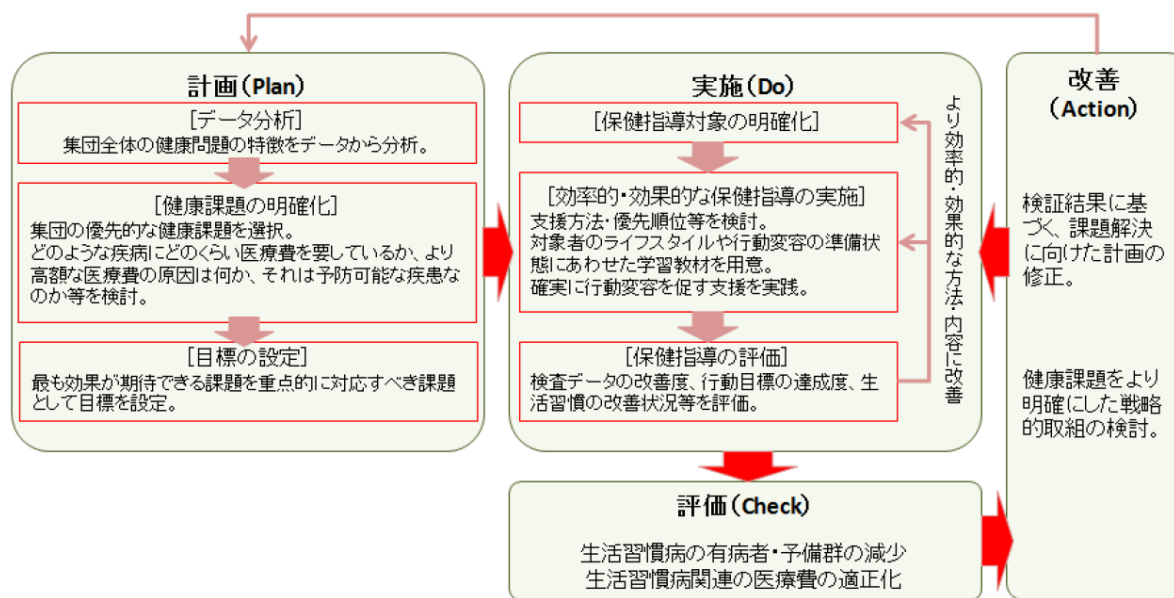 計画(Plan)
[データ分析]
集団全体の健康問題の特徴をデータから分析。
[健康課題の明確化]
集団の優先的な健康課題を選択。
どのような疾病にどのくらい医療費を要しているか、より
高額な医療費の原因は何か、それは予防可能な疾患な
のか等を検討。
[目標の設定]
最も効果が期待できる課題を重点的に対応すべき課題
として目標を設定。
実施(Do)
[保健指導対象の明確化]
[効率的・効果的な保健指導の実施]
支援方法・優先順位等を検討。
対象者のライフスタイルや行動変容の準備状
態にあわせた学習教材を用意。
確実に行動変容を促す支援を実践。
[保健指導の評価]
検査データの改善度、行動目標の達成度、生
活習慣の改善状況等を評価。
より効率的・効果的な方法・内容に改善
評価(Check)
生活習慣病の有病者・予備群の減少
生活習慣病関連の医療費の適正化
改善
(Action)
検証結果に基
づく、課題解決
に向けた計画の
修正。
健康課題をより
明確にした戦略
的取組の検討。